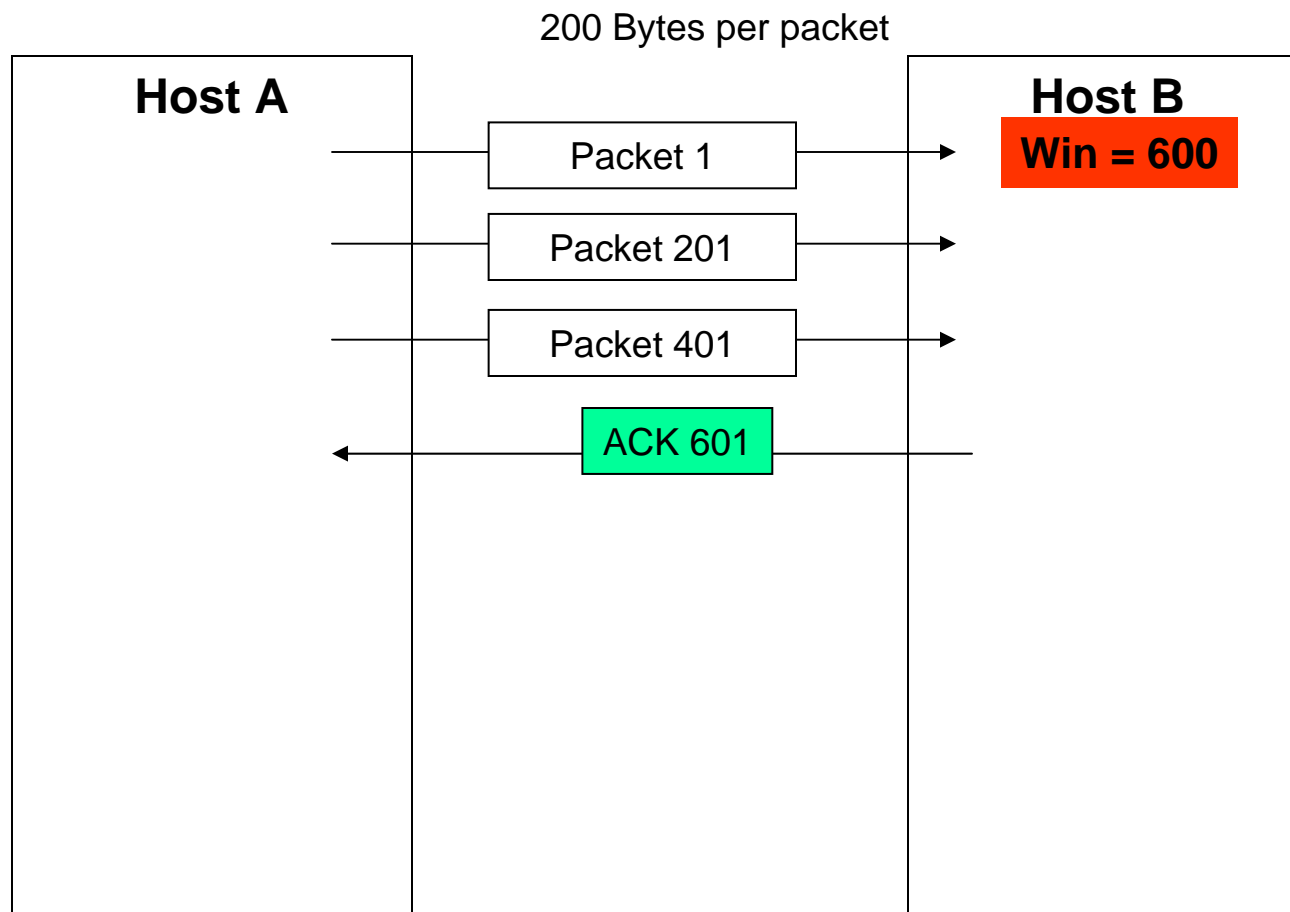 200 Bytes per packet
Host A
Host B
Win = 600
Packet 1
Packet 201
Packet 401
ACK 601